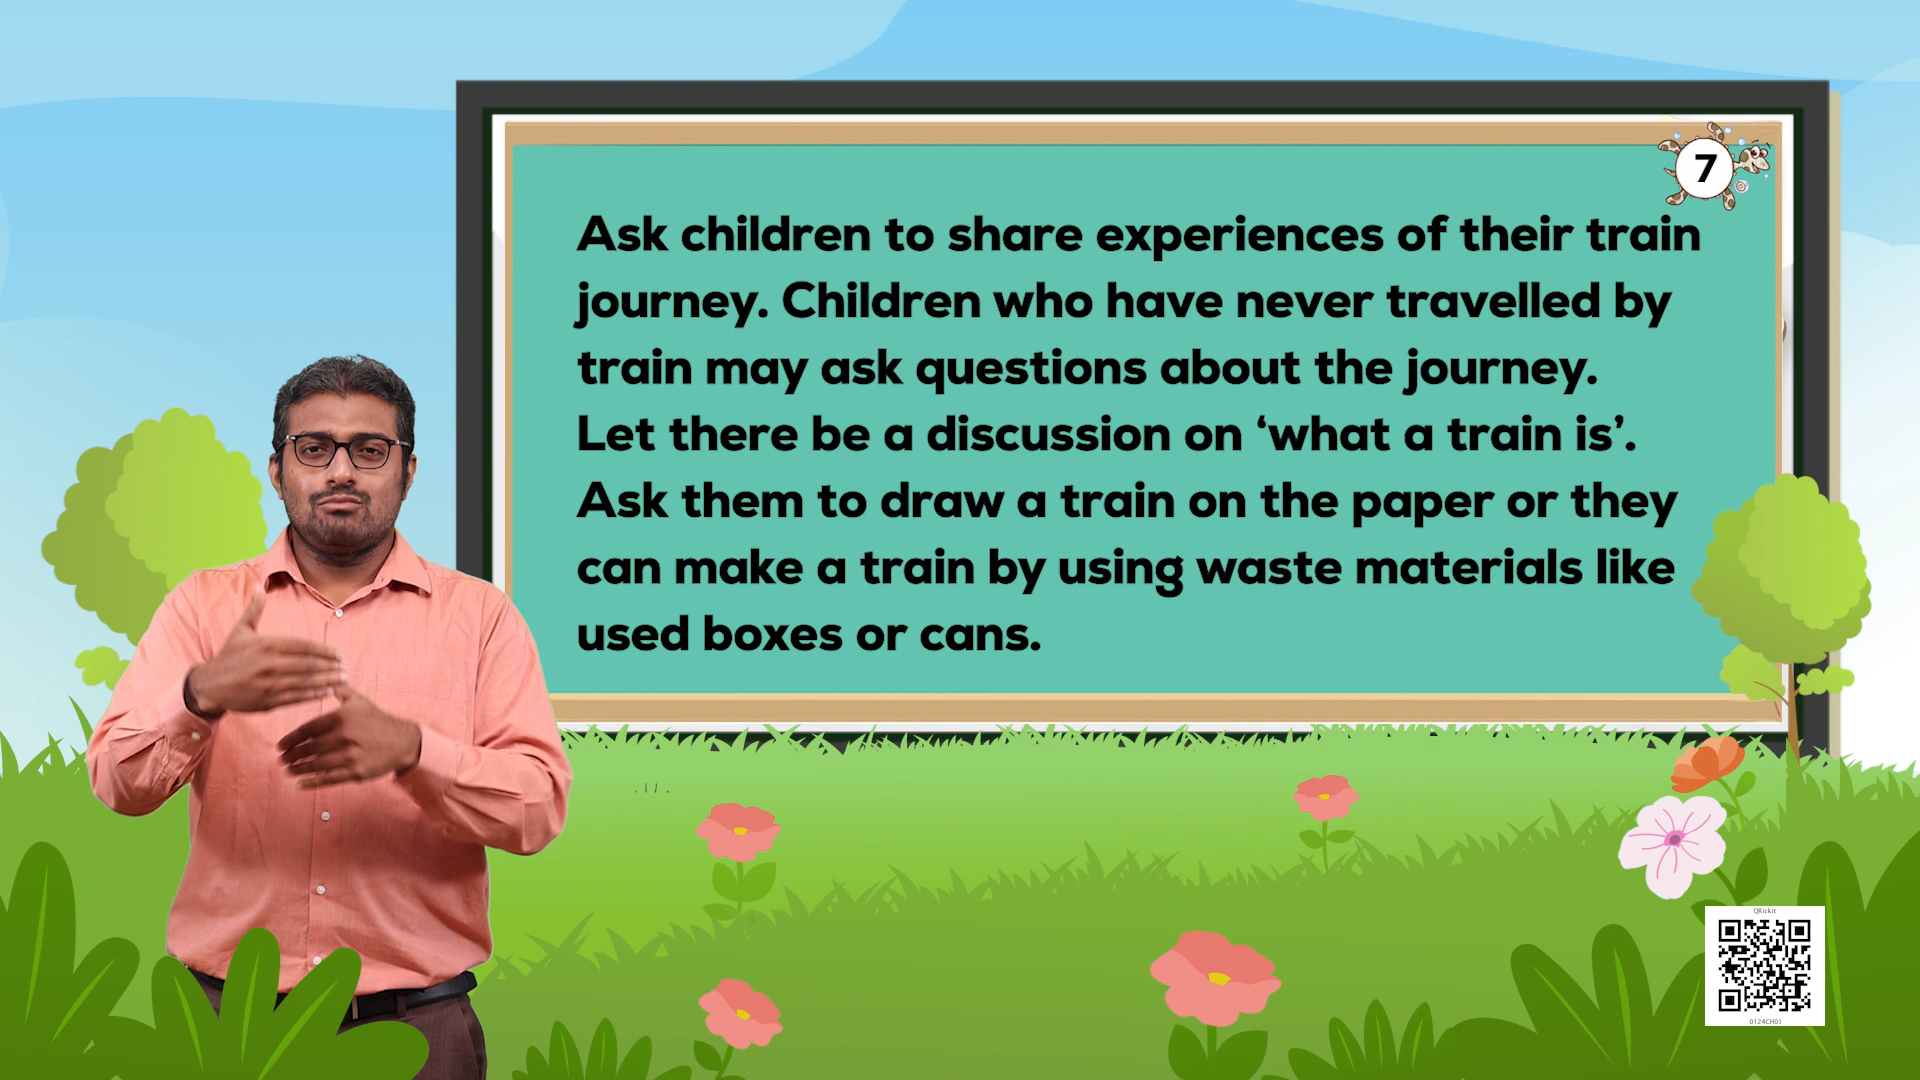 7
Ask children to share experiences of their train
journey. Children who have never travelled by
train may ask questions about the journey.
Let there be a discussion on ‘what a train is’.
Ask them to draw a train on the paper or they
can make a train by using waste materials like
used boxes or cans.
QRickit
0124CH01